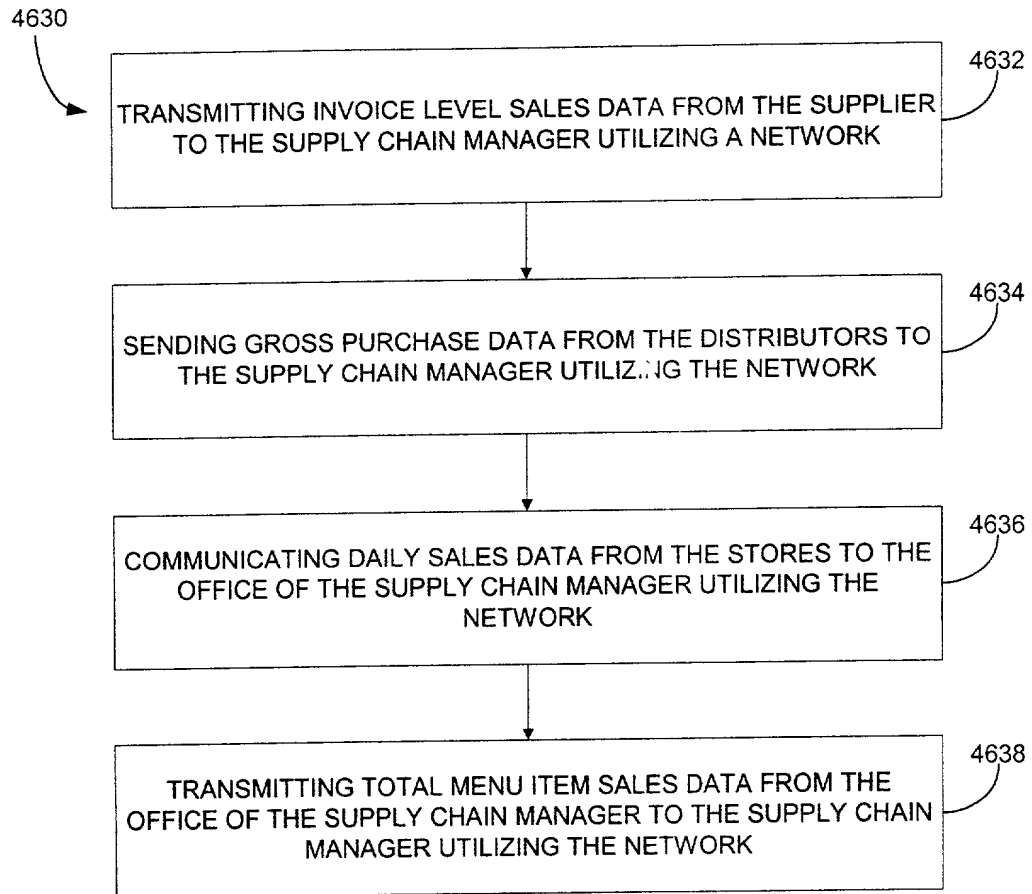 4630
4632
TRANSMITTING INVOICE LEVEL SALES DATA FROM THE SUPPLIER
TO THE SUPPLY CHAIN MANAGER UTILIZING A NETWORK
4634
SENDING GROSS PURCHASE DATA FROM THE DISTRIBUTORS TO
THE SUPPLY CHAIN MANAGER UTILIZING THE NETWORK
4636
COMMUNICATING DAILY SALES DATA FROM THE STORES TO THE
OFFICE OF THE SUPPLY CHAIN MANAGER UTILIZING THE
NETWORK
4638
TRANSMITTING TOTAL MENU ITEM SALES DATA FROM THE
OFFICE OF THE SUPPLY CHAIN MANAGER TO THE SUPPLY CHAIN
MANAGER UTILIZING THE NETWORK